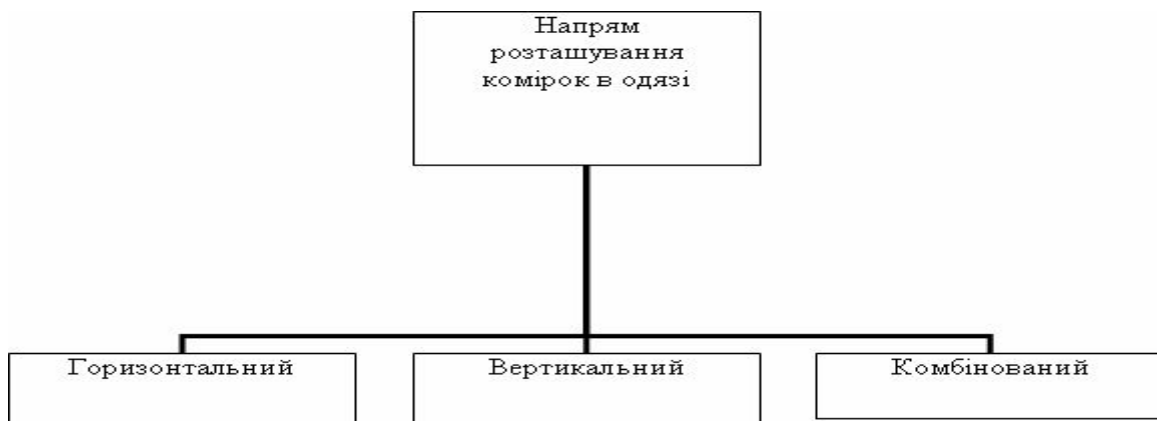 Напрям
розташування
комірок в одязі
Горизонтальний
Вертикальний
Комбінований